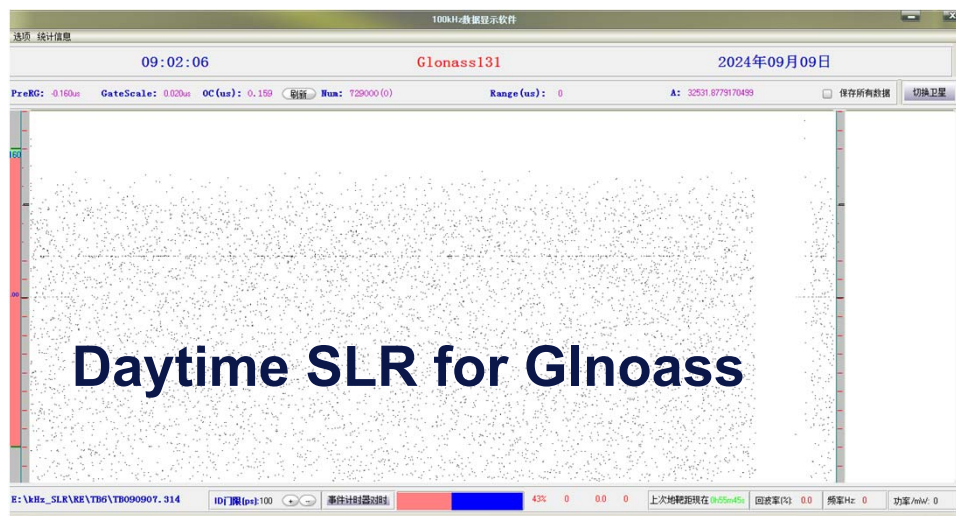 100kHz数据显示软件
选项 统计信息
09:02:06 Glonass131 2024年09月09日
PreRG: -0.160us GateScale: 0.020us OC(us): 0.159 刷新 Num: 729000(0) Range(us): 0 A: 32531.8779170499 保存所有数据 切换卫星
160
.00
Daytime SLR for Glnoass
E:\kHz_SLR\RE\TB6\TB090907.314 ID门限(ps):100 + - 事件计时器对时 43% 0 0.0 0 上次地靶距现在 0h55m45s 回波率(%): 0.0 频率Hz: 0 功率/mW: 0